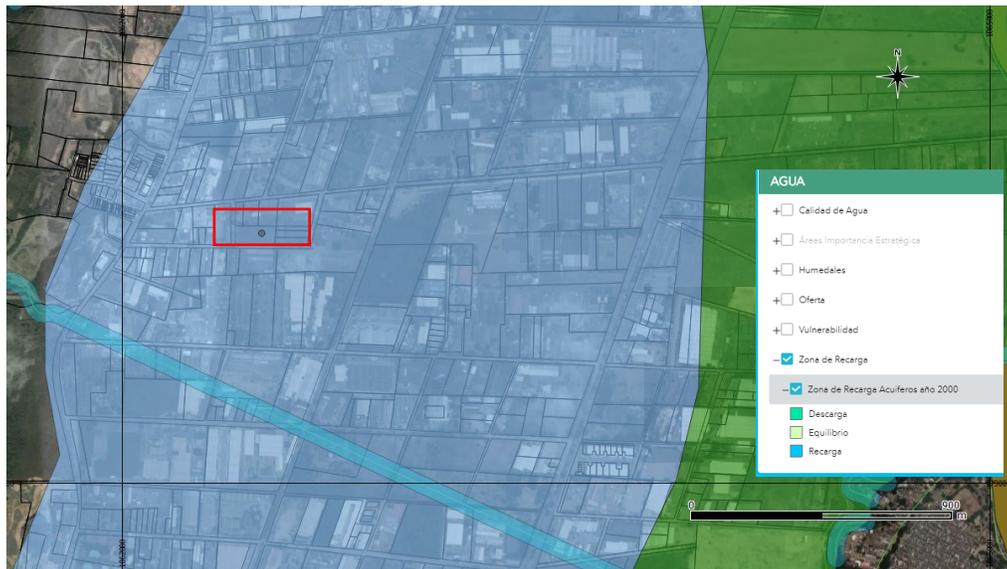 N
AGUA
Calidad de Agua
Áreas Importancia Estratégica
Humedales
Oferta
Vulnerabilidad
Zona de Recarga
Zona de Recarga Acuíferos año 2000
Descarga
Equilibrio
Recarga
0
900
m